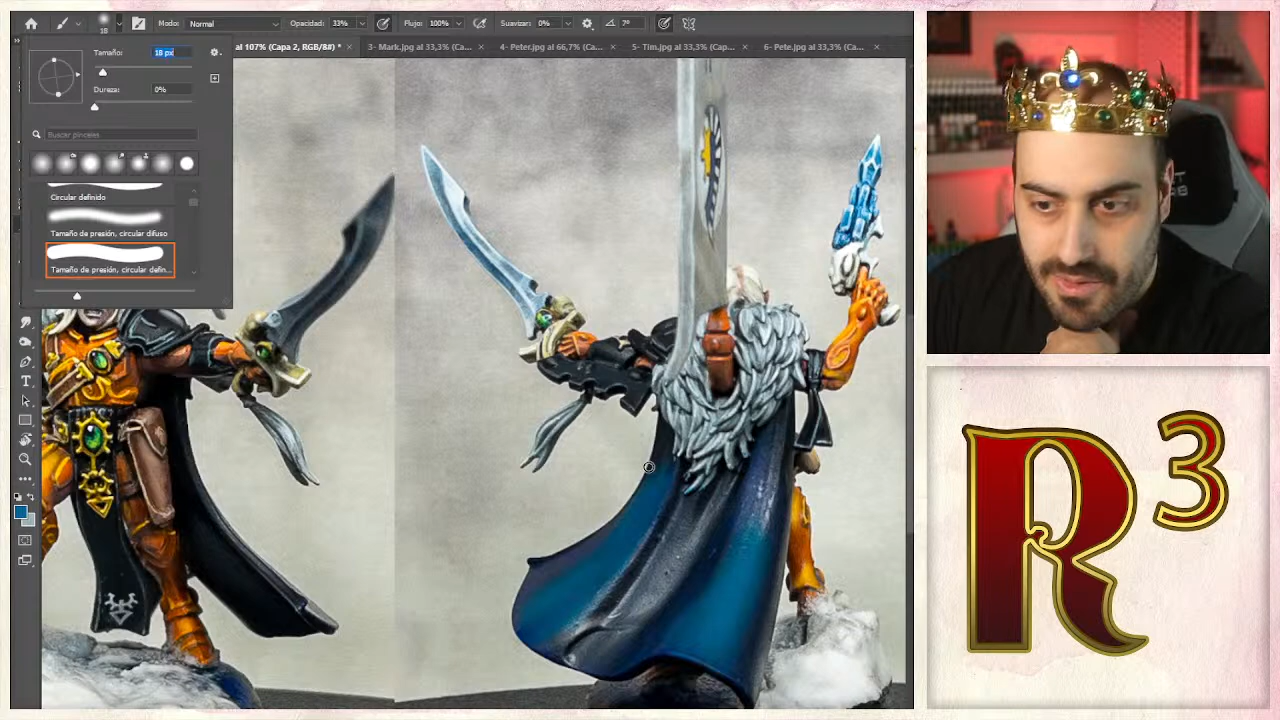 Modo: Normal Opacidad: 33% Flujo: 100% Suavizar: 0% 7°
18
al 107% (Capa 2, RGB/8#) * × 3- Mark.jpg al 33,3% (Ca... × 4- Peter.jpg al 66,7% (Ca... × 5- Tim.jpg al 33,3% (Cap... × 6- Pete.jpg al 33,3% (Ca... ×
Tamaño: 18 px
Dureza: 0%
Buscar pinceles
Circular definido
Tamaño de presión, circular difuso
Tamaño de presión, circular defin...
R3